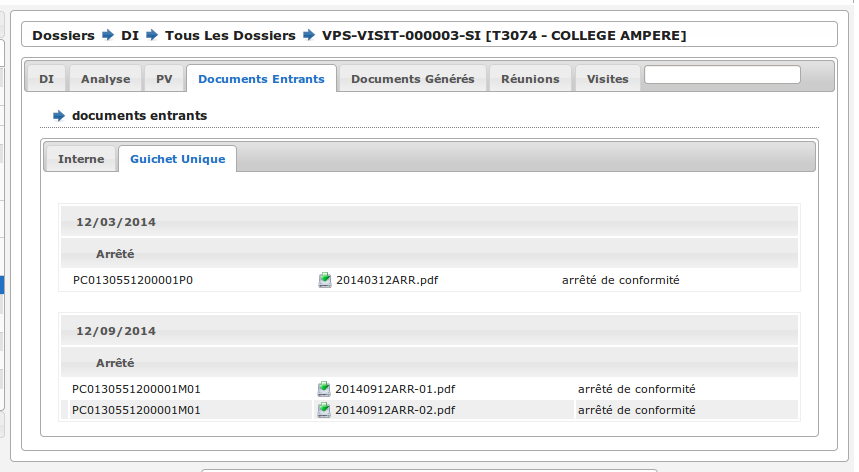 Dossiers DI Tous Les Dossiers VPS-VISIT-000003-SI [T3074 - COLLEGE AMPERE]
DI Analyse PV Documents Entrants Documents Générés Réunions Visites
documents entrants
Interne Guichet Unique
12/03/2014
Arrêté
PC0130551200001P0 20140312ARR.pdf arrêté de conformité
12/09/2014
Arrêté
PC0130551200001M01 20140912ARR-01.pdf arrêté de conformité
PC0130551200001M01 20140912ARR-02.pdf arrêté de conformité